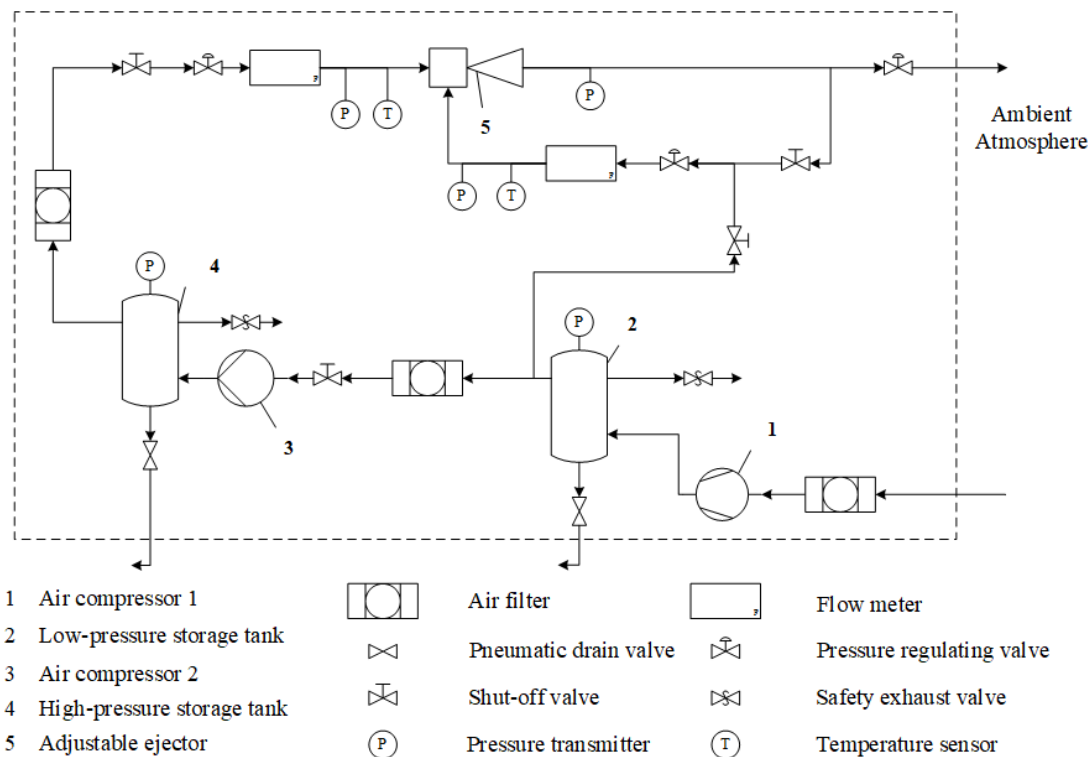 P
T
5
P
Ambient
Atmosphere
P
T
P
4
P
2
3
1
1 Air compressor 1
2 Low-pressure storage tank
3 Air compressor 2
4 High-pressure storage tank
5 Adjustable ejector
Air filter
Pneumatic drain valve
Shut-off valve
P Pressure transmitter
Flow meter
Pressure regulating valve
Safety exhaust valve
T Temperature sensor